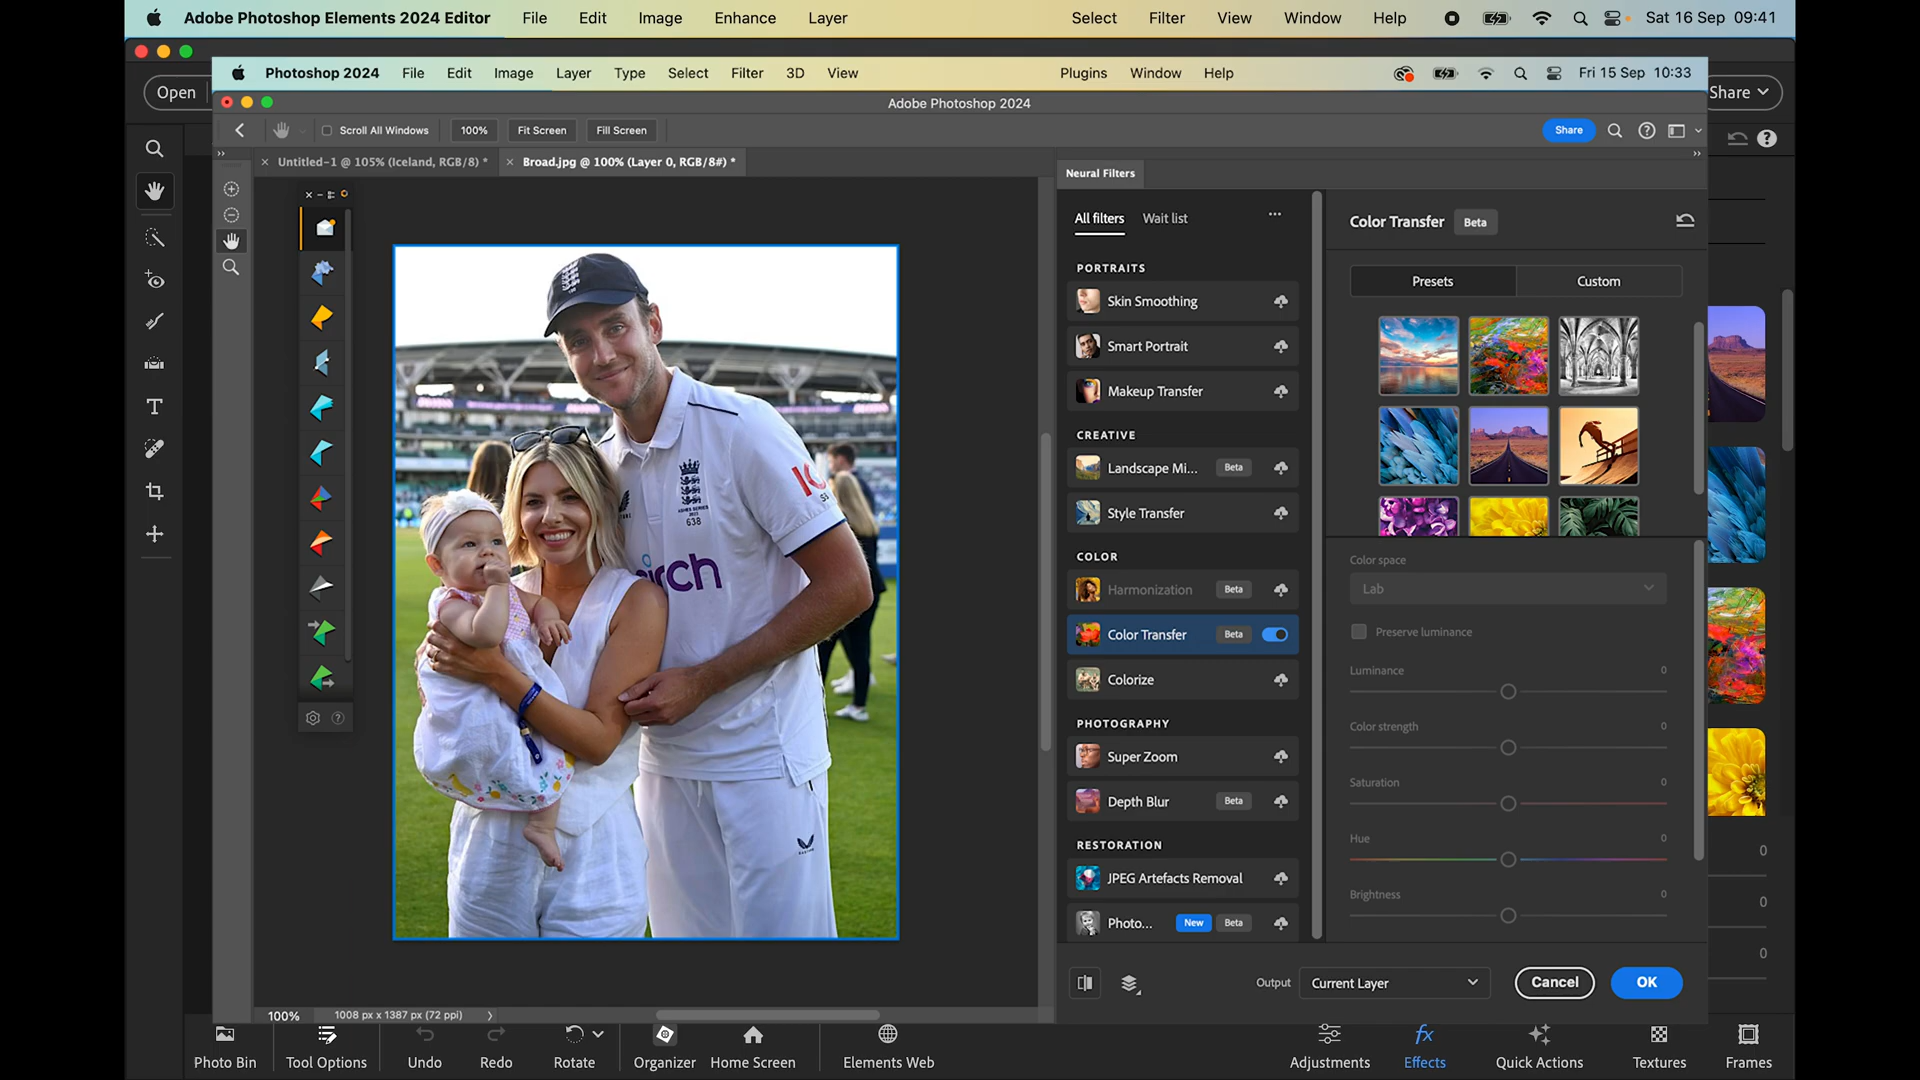 Adobe Photoshop Elements 2024 Editor File Edit Image Enhance Layer Select Filter View Window Help Sat 16 Sep 09:41
Photoshop 2024 File Edit Image Layer Type Select Filter 3D View Plugins Window Help Fri 15 Sep 10:33
Open
Share
Adobe Photoshop 2024
Scroll All Windows 100% Fit Screen Fill Screen Share
Untitled-1 @ 105% (Iceland, RGB/8) *
Broad.jpg @ 100% (Layer 0, RGB/8#) *
Neural Filters
All filters Wait list
PORTRAITS
Skin Smoothing
Smart Portrait
Makeup Transfer
CREATIVE
Landscape Mi... Beta
Style Transfer
COLOR
Harmonization Beta
Color Transfer Beta
Colorize
PHOTOGRAPHY
Super Zoom
Depth Blur Beta
RESTORATION
JPEG Artefacts Removal
Photo... New Beta
Color Transfer Beta
Presets Custom
Color space
Lab
Preserve luminance
Luminance 0
Color strength 0
Saturation 0
Hue 0
Brightness 0
0
0
0
ASHES SERIES
638
irch
Output Current Layer Cancel OK
100% 1008 px x 1387 px (72 ppi)
Photo Bin Tool Options Undo Redo Rotate Organizer Home Screen Elements Web Adjustments fx Effects Quick Actions Textures Frames